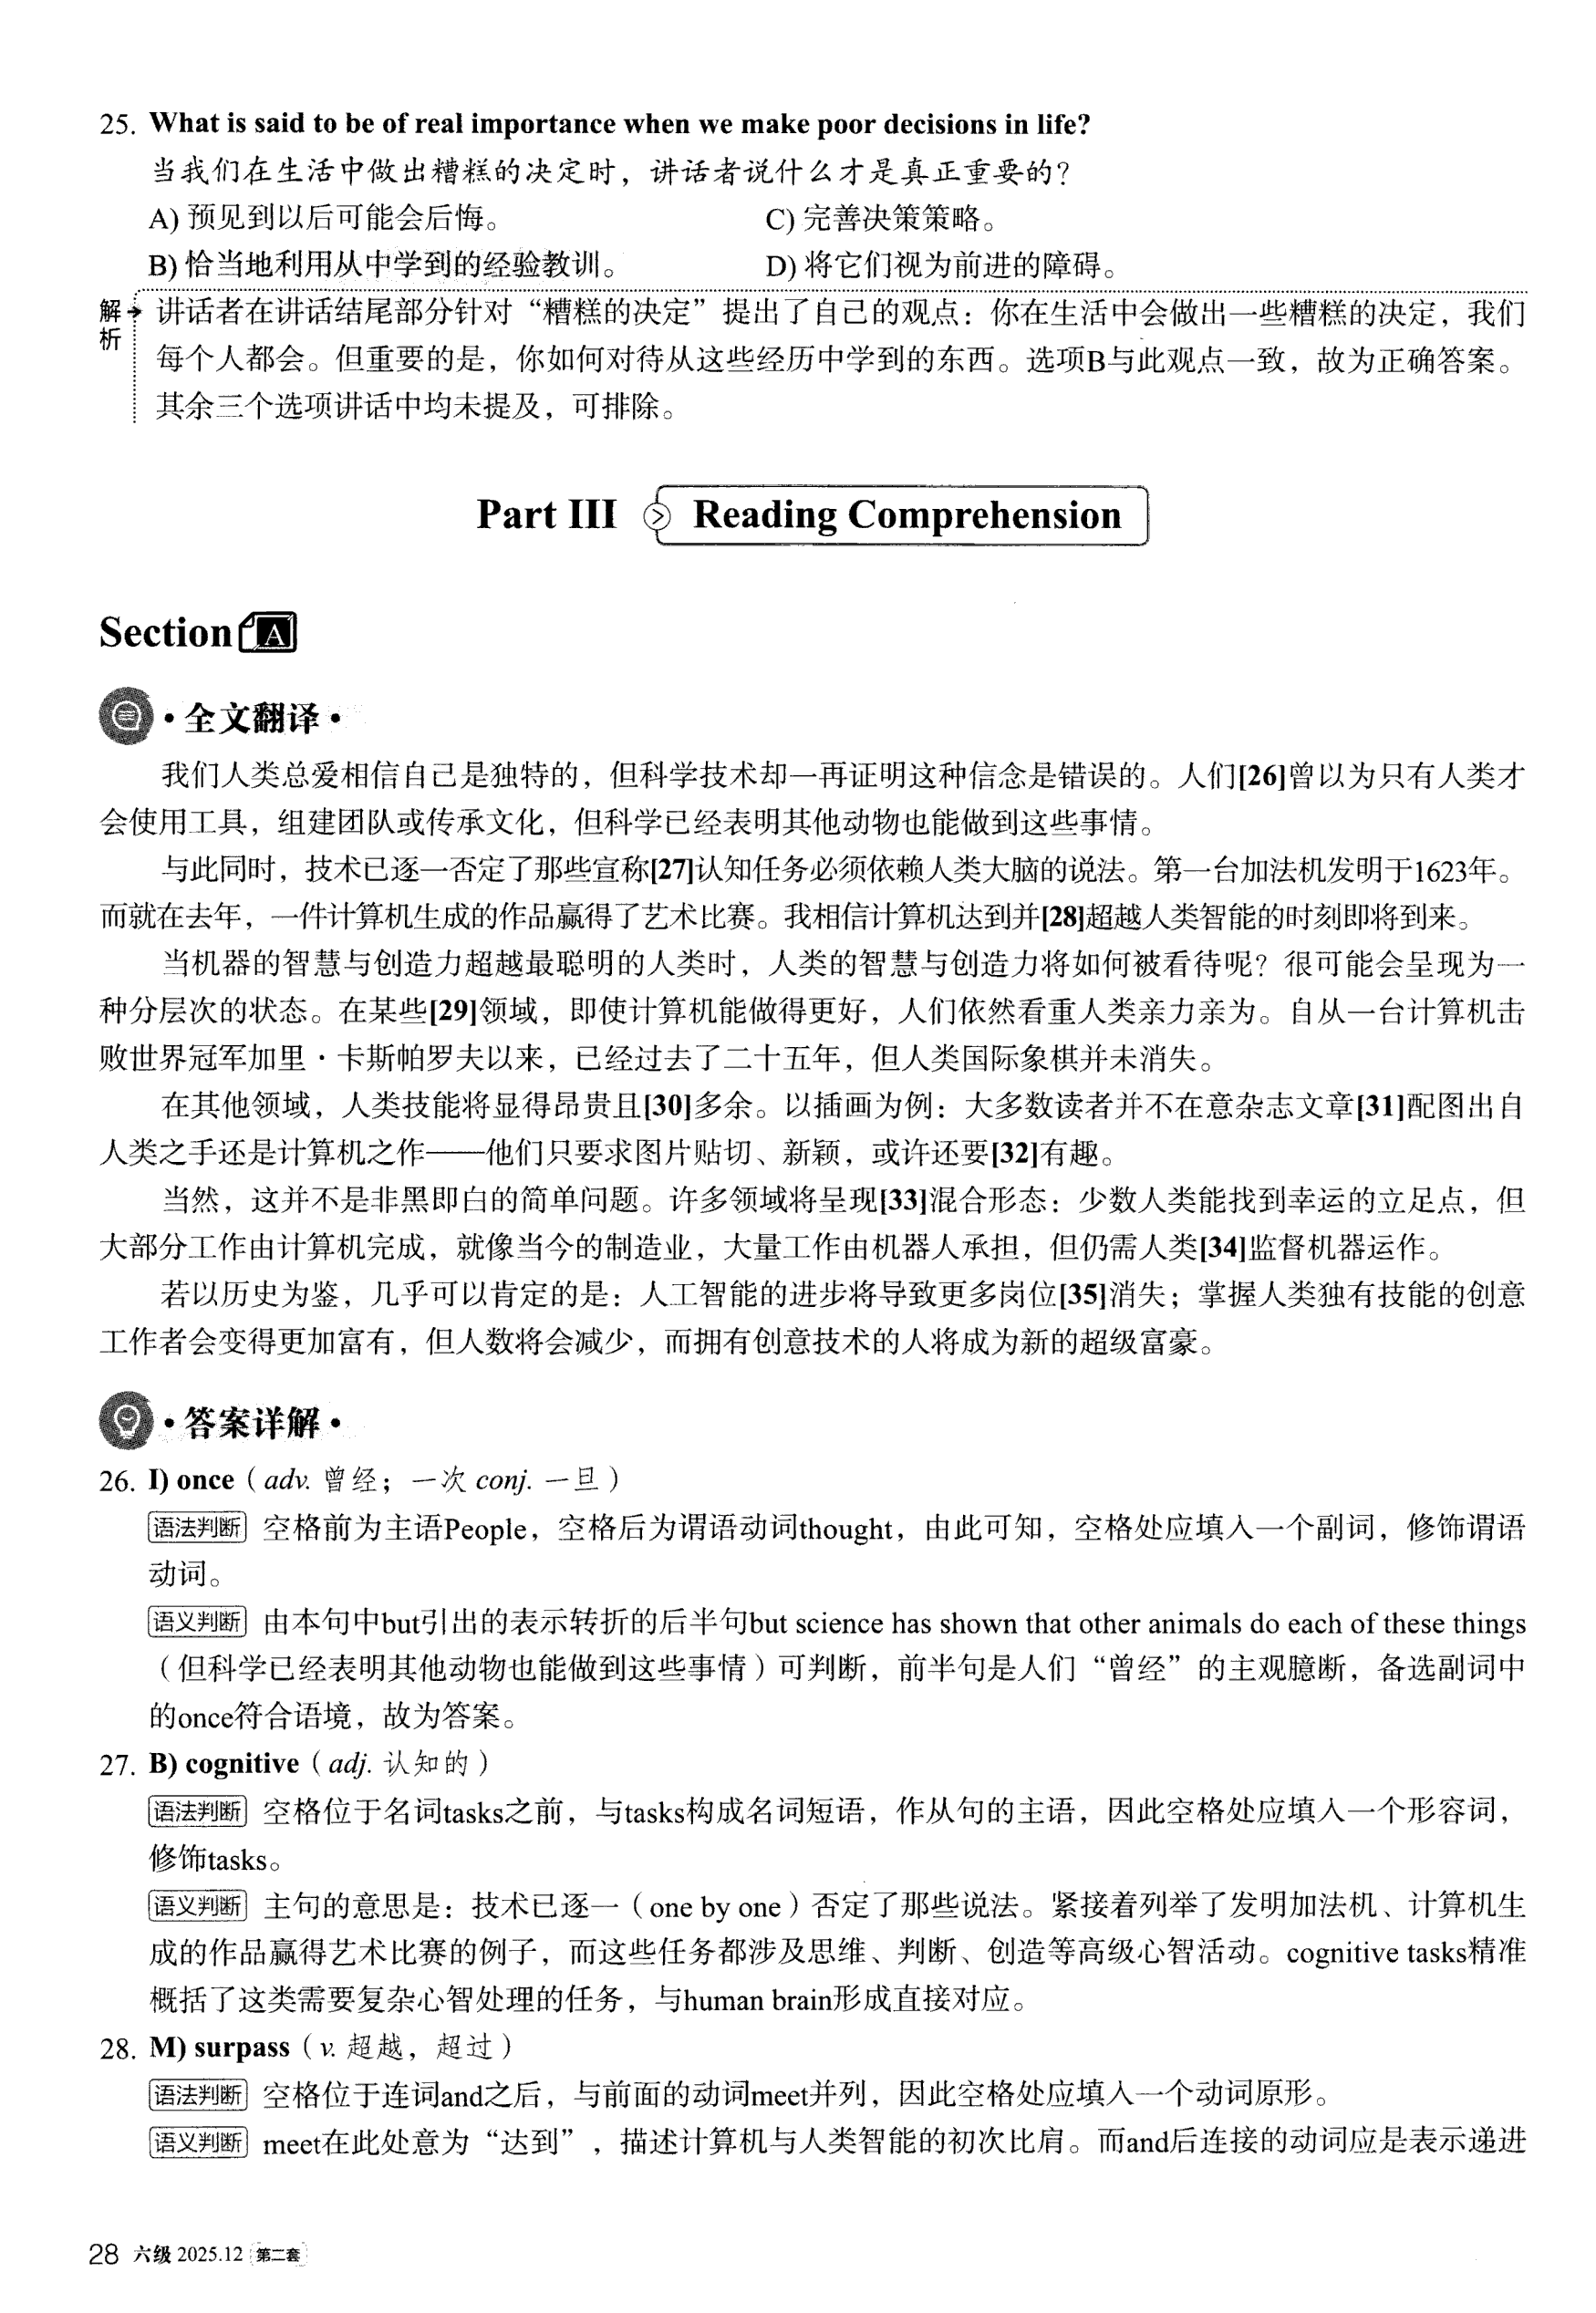 25. What is said to be of real importance when we make poor decisions in life?
当我们在生活中做出糟糕的决定时，讲话者说什么才是真正重要的？
A) 预见到以后可能会后悔。 C) 完善决策策略。
B) 恰当地利用从中学到的经验教训。 D) 将它们视为前进的障碍。
解析 讲话者在讲话结尾部分针对“糟糕的决定”提出了自己的观点：你在生活中会做出一些糟糕的决定，我们
每个人都会。但重要的是，你如何对待从这些经历中学到的东西。选项B与此观点一致，故为正确答案。
其余三个选项讲话中均未提及，可排除。
Part III Reading Comprehension
Section A
·全文翻译·
我们人类总爱相信自己是独特的，但科学技术却一再证明这种信念是错误的。人们[26]曾以为只有人类才
会使用工具，组建团队或传承文化，但科学已经表明其他动物也能做到这些事情。
与此同时，技术已逐一否定了那些宣称[27]认知任务必须依赖人类大脑的说法。第一台加法机发明于1623年。
而就在去年，一件计算机生成的作品赢得了艺术比赛。我相信计算机达到并[28]超越人类智能的时刻即将到来。
当机器的智慧与创造力超越最聪明的人类时，人类的智慧与创造力将如何被看待呢？很可能会呈现为一
种分层次的状态。在某些[29]领域，即使计算机能做得更好，人们依然看重人类亲力亲为。自从一台计算机击
败世界冠军加里·卡斯帕罗夫以来，已经过去了二十五年，但人类国际象棋并未消失。
在其他领域，人类技能将显得昂贵且[30]多余。以插画为例：大多数读者并不在意杂志文章[31]配图出自
人类之手还是计算机之作——他们只要求图片贴切、新颖，或许还要[32]有趣。
当然，这并不是非黑即白的简单问题。许多领域将呈现[33]混合形态：少数人类能找到幸运的立足点，但
大部分工作由计算机完成，就像当今的制造业，大量工作由机器人承担，但仍需人类[34]监督机器运作。
若以历史为鉴，几乎可以肯定的是：人工智能的进步将导致更多岗位[35]消失；掌握人类独有技能的创意
工作者会变得更加富有，但人数将会减少，而拥有创意技术的人将成为新的超级富豪。
·答案详解·
26. I) once（adv. 曾经；一次 conj. 一旦）
语法判断 空格前为主语People，空格后为谓语动词thought，由此可知，空格处应填入一个副词，修饰谓语
动词。
语义判断 由本句中but引出的表示转折的后半句but science has shown that other animals do each of these things
（但科学已经表明其他动物也能做到这些事情）可判断，前半句是人们“曾经”的主观臆断，备选副词中
的once符合语境，故为答案。
27. B) cognitive（adj. 认知的）
语法判断 空格位于名词tasks之前，与tasks构成名词短语，作从句的主语，因此空格处应填入一个形容词，
修饰tasks。
语义判断 主句的意思是：技术已逐一（one by one）否定了那些说法。紧接着列举了发明加法机、计算机生
成的作品赢得艺术比赛的例子，而这些任务都涉及思维、判断、创造等高级心智活动。cognitive tasks精准
概括了这类需要复杂心智处理的任务，与human brain形成直接对应。
28. M) surpass（v. 超越，超过）
语法判断 空格位于连词and之后，与前面的动词meet并列，因此空格处应填入一个动词原形。
语义判断 meet在此处意为“达到”，描述计算机与人类智能的初次比肩。而and后连接的动词应是表示递进
28 六级 2025.12 第二套